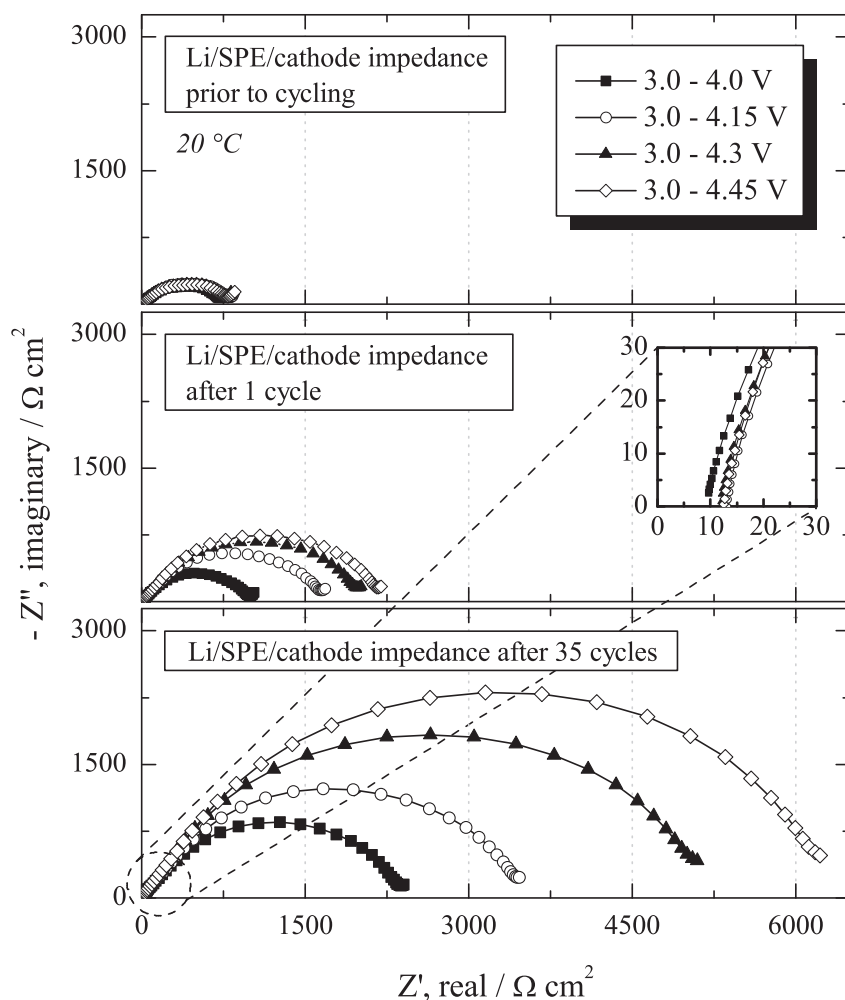 3000
1500
Li/SPE/cathode impedance
prior to cycling
20 °C
3.0 - 4.0 V
3.0 - 4.15 V
3.0 - 4.3 V
3.0 - 4.45 V
3000
1500
Li/SPE/cathode impedance
after 1 cycle
30
20
10
0
0 10 20 30
3000
1500
0
Li/SPE/cathode impedance after 35 cycles
0 1500 3000 4500 6000
- Z", imaginary / Ω cm²
Z', real / Ω cm²